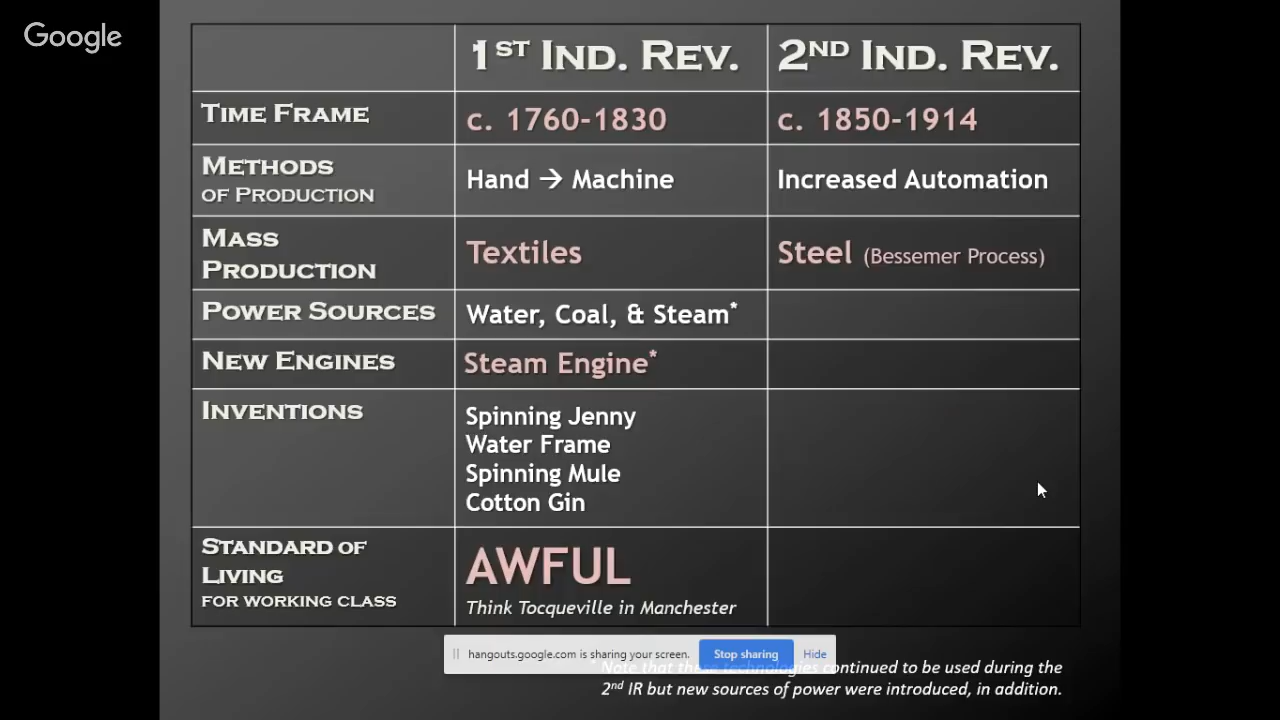 Google
1ST IND. REV.
2ND IND. REV.
TIME FRAME
c. 1760-1830
c. 1850-1914
METHODS
OF PRODUCTION
Hand → Machine
Increased Automation
MASS
PRODUCTION
Textiles
Steel (Bessemer Process)
POWER SOURCES
Water, Coal, & Steam*
NEW ENGINES
Steam Engine*
INVENTIONS
Spinning Jenny
Water Frame
Spinning Mule
Cotton Gin
STANDARD OF
LIVING
FOR WORKING CLASS
AWFUL
Think Tocqueville in Manchester
hangouts.google.com is sharing your screen.
Stop sharing
Hide
* Note that these technologies continued to be used during the
2nd IR but new sources of power were introduced, in addition.